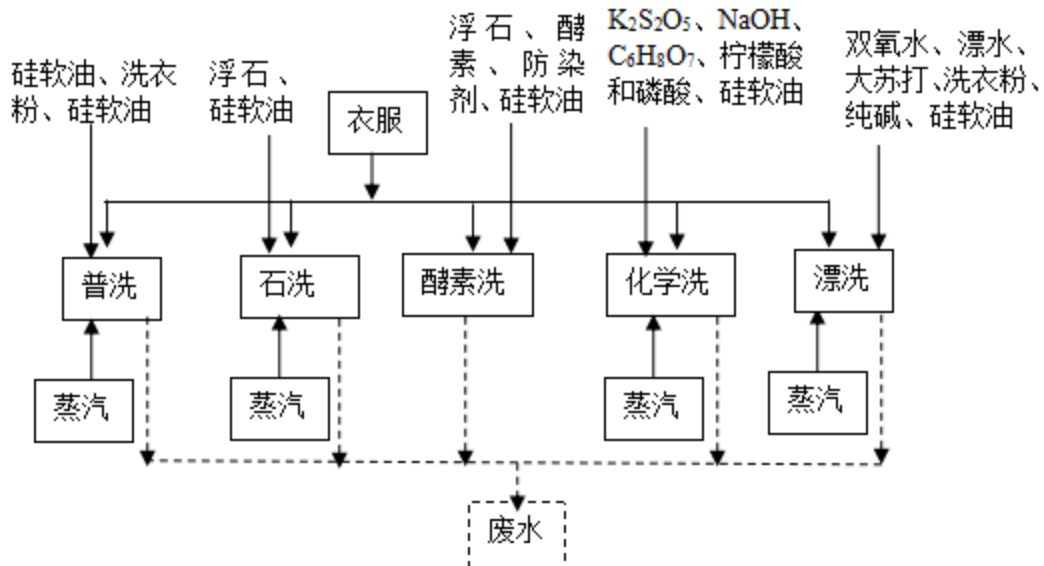 硅软油、洗衣
粉、硅软油
浮石、
硅软油
衣服
浮石、酵
素、防染
剂、硅软油
K₂S₂O₅、NaOH、
C₆H₈O₇、柠檬酸
和磷酸、硅软油
双氧水、漂水、
大苏打、洗衣粉、
纯碱、硅软油
普洗
石洗
酵素洗
化学洗
漂洗
蒸汽
蒸汽
蒸汽
蒸汽
废水